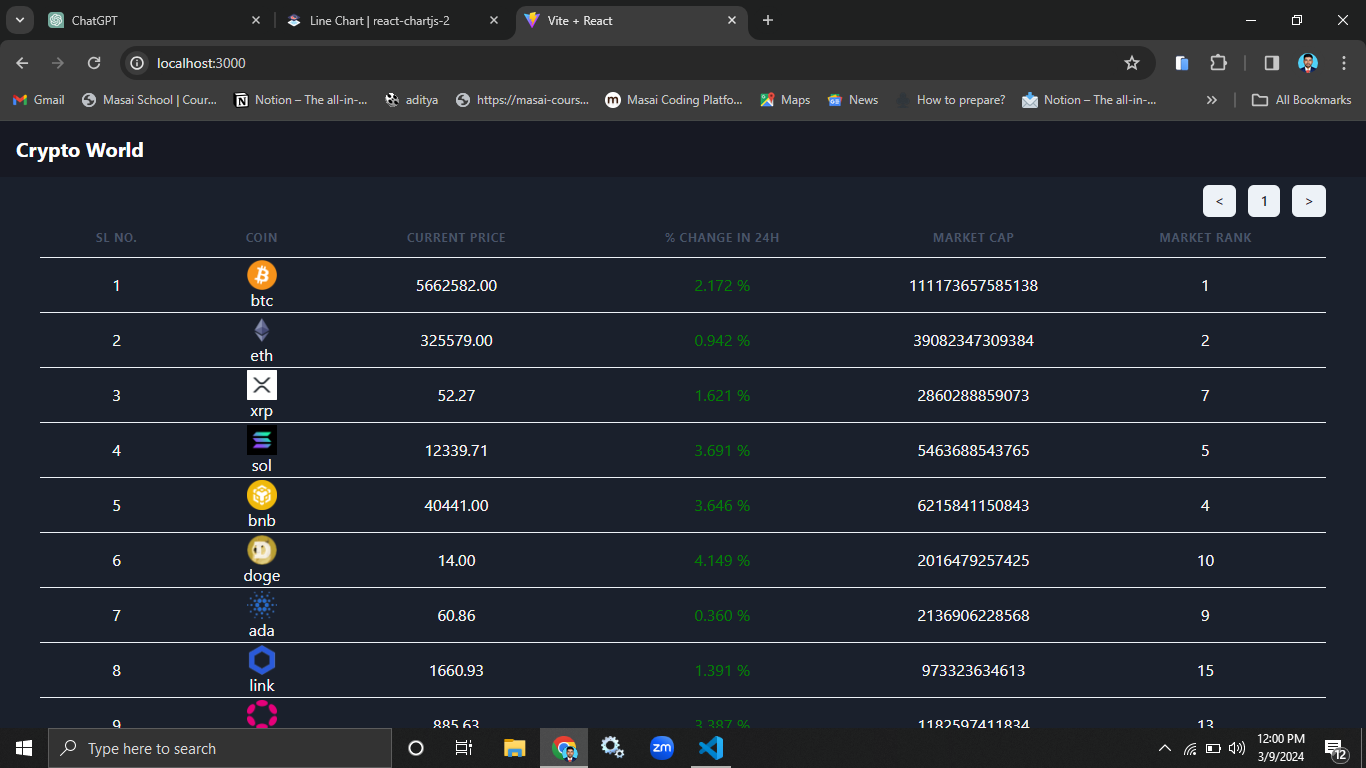 ChatGPT Line Chart | react-chartjs-2 Vite + React
localhost:3000
Gmail Masai School | Cour... Notion – The all-in-... aditya https://masai-cours... Masai Coding Platfo... Maps News How to prepare? Notion – The all-in-... » All Bookmarks
Crypto World
< 1 >
SL NO. COIN CURRENT PRICE % CHANGE IN 24H MARKET CAP MARKET RANK
1 btc 5662582.00 2.172 % 111173657585138 1
2 eth 325579.00 0.942 % 39082347309384 2
3 xrp 52.27 1.621 % 2860288859073 7
4 sol 12339.71 3.691 % 5463688543765 5
5 bnb 40441.00 3.646 % 6215841150843 4
6 doge 14.00 4.149 % 2016479257425 10
7 ada 60.86 0.360 % 2136906228568 9
8 link 1660.93 1.391 % 973323634613 15
9 885.63 3.387 % 1182597411834 13
Type here to search zm 12:00 PM
3/9/2024 12